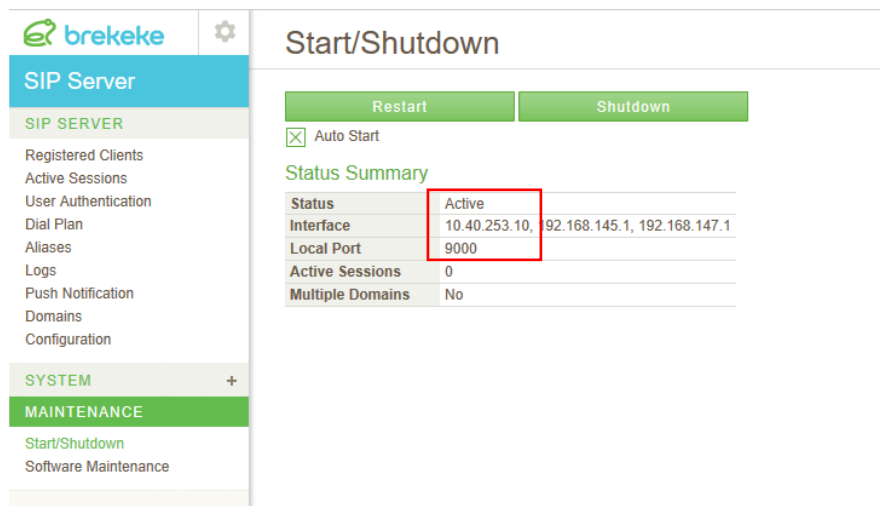 brekeke
SIP Server
SIP SERVER
Registered Clients
Active Sessions
User Authentication
Dial Plan
Aliases
Logs
Push Notification
Domains
Configuration
SYSTEM +
MAINTENANCE
Start/Shutdown
Software Maintenance
Start/Shutdown
Restart Shutdown
Auto Start
Status Summary
Status Active
Interface 10.40.253.10, 192.168.145.1, 192.168.147.1
Local Port 9000
Active Sessions 0
Multiple Domains No